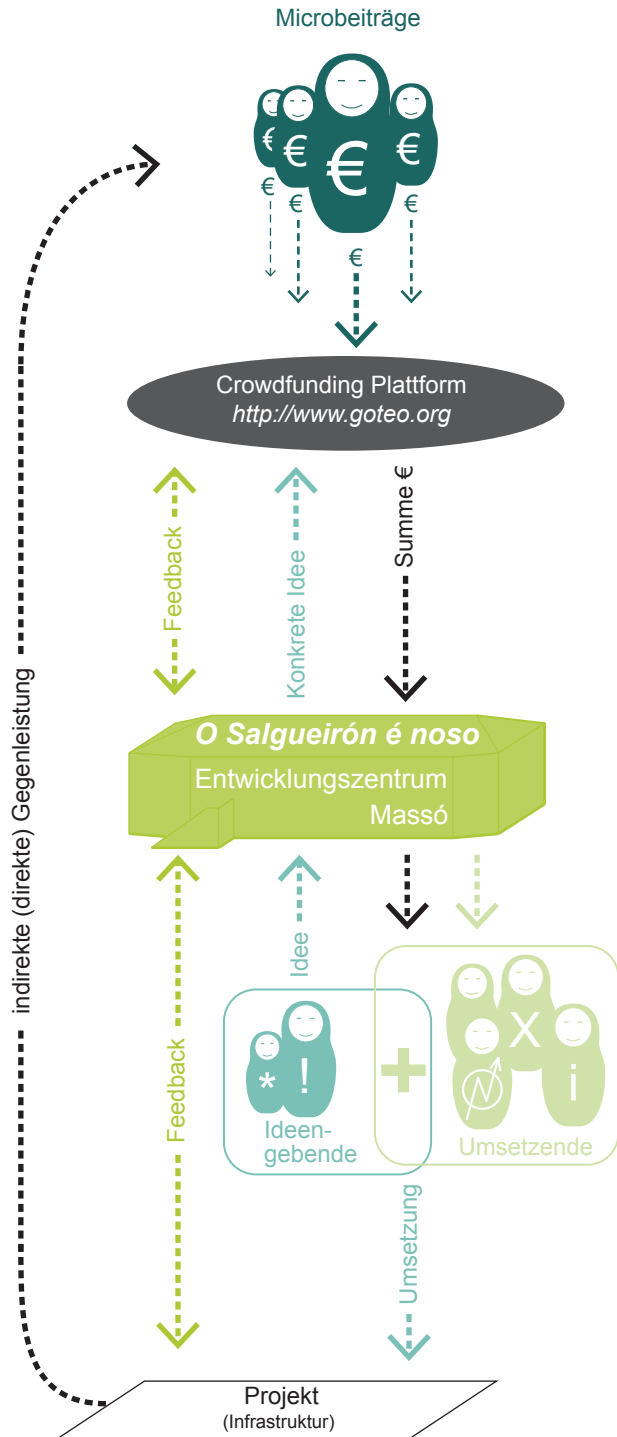 Microbeiträge
€ € € €
€ € € €
€
Crowdfunding Plattform
http://www.goteo.org
Feedback
Konkrete Idee
Summe €
indirekte (direkte) Gegenleistung
O Salgueirón é noso
Entwicklungszentrum
Massó
Idee
Feedback
* !
+
X
i
Ideen-
gebende
Umsetzende
Umsetzung
Projekt
(Infrastruktur)